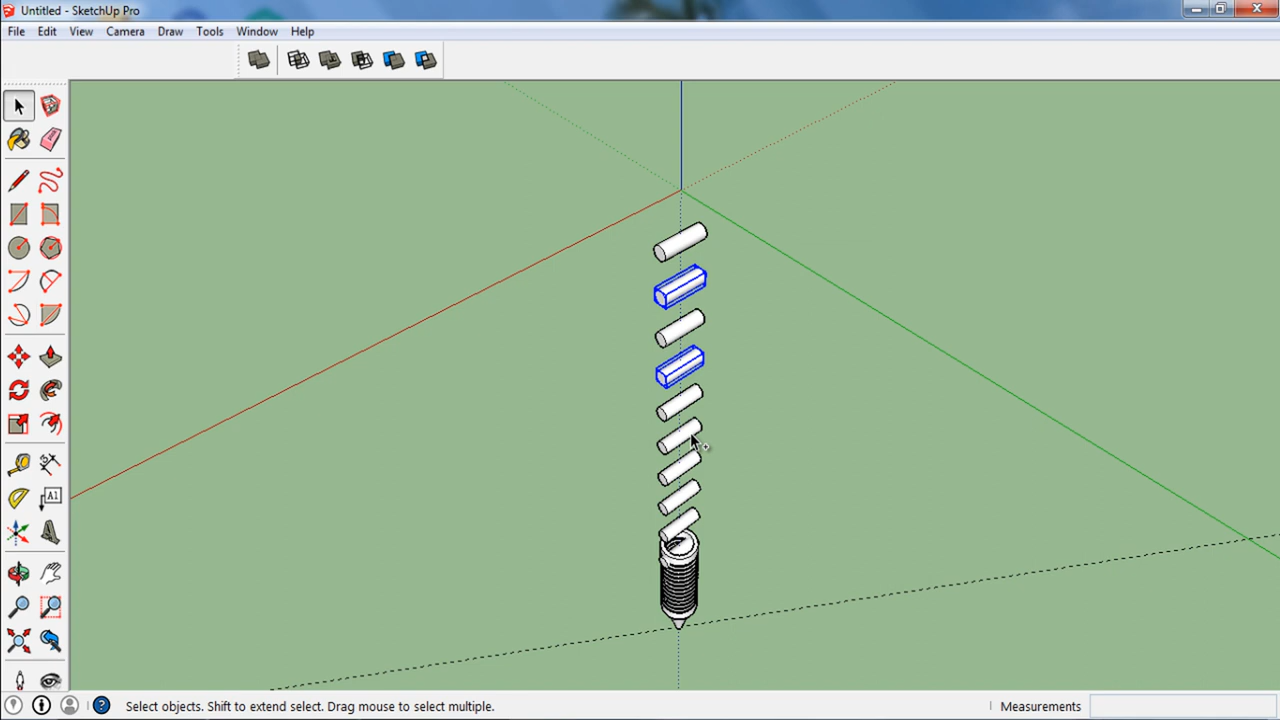 Untitled - SketchUp Pro
File Edit View Camera Draw Tools Window Help
A1
Select objects. Shift to extend select. Drag mouse to select multiple.
Measurements